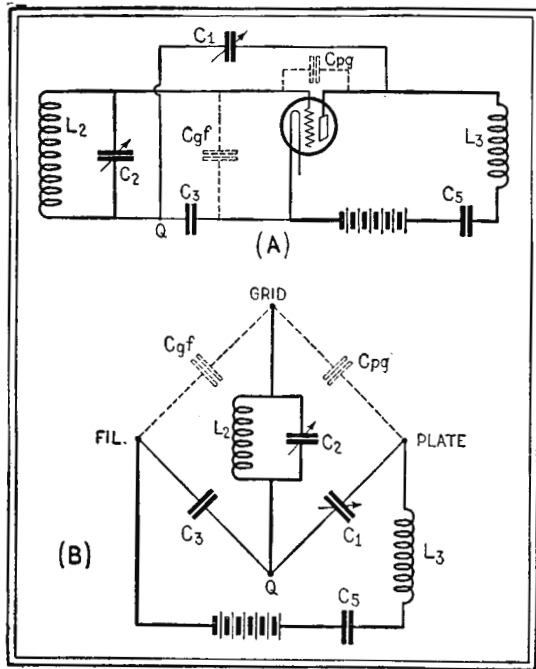 C1
Cpg
L2
C2
Cgf
L3
C3
C5
Q
(A)
GRID
Cgf
Cpg
L2
C2
FIL.
PLATE
C3
C1
L3
(B)
Q
C5